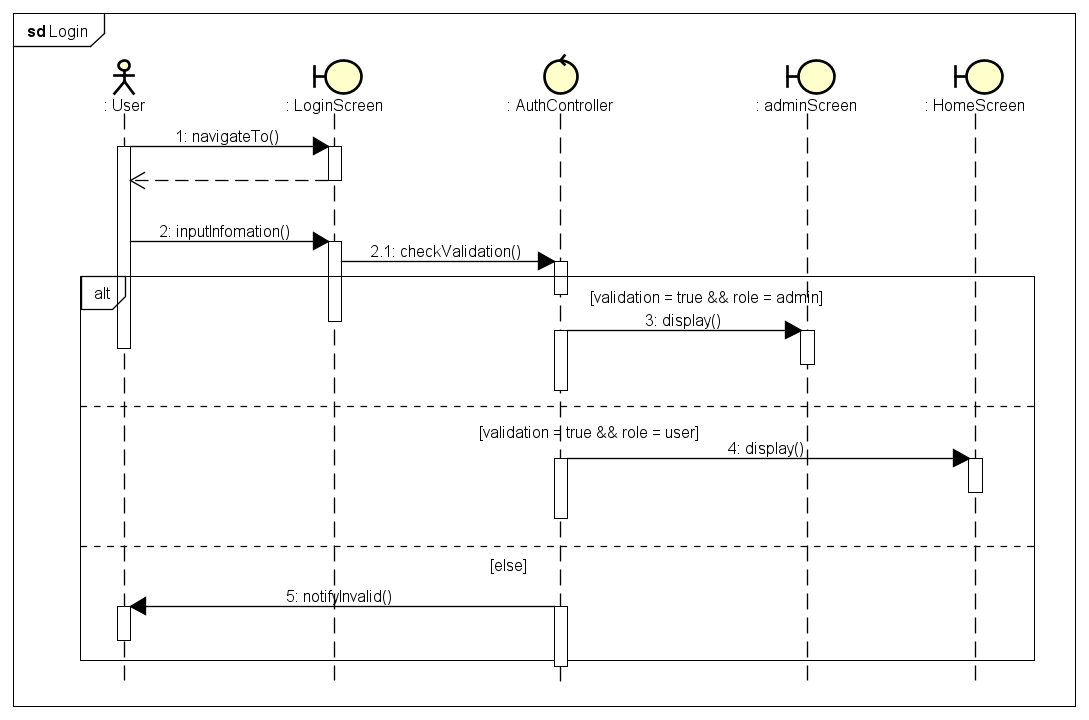 sd Login
: User
: LoginScreen
: AuthController
: adminScreen
: HomeScreen
1: navigateTo()
2: inputInfomation()
2.1: checkValidation()
alt
[validation = true && role = admin]
3: display()
[validation = true && role = user]
4: display()
[else]
5: notifyInvalid()